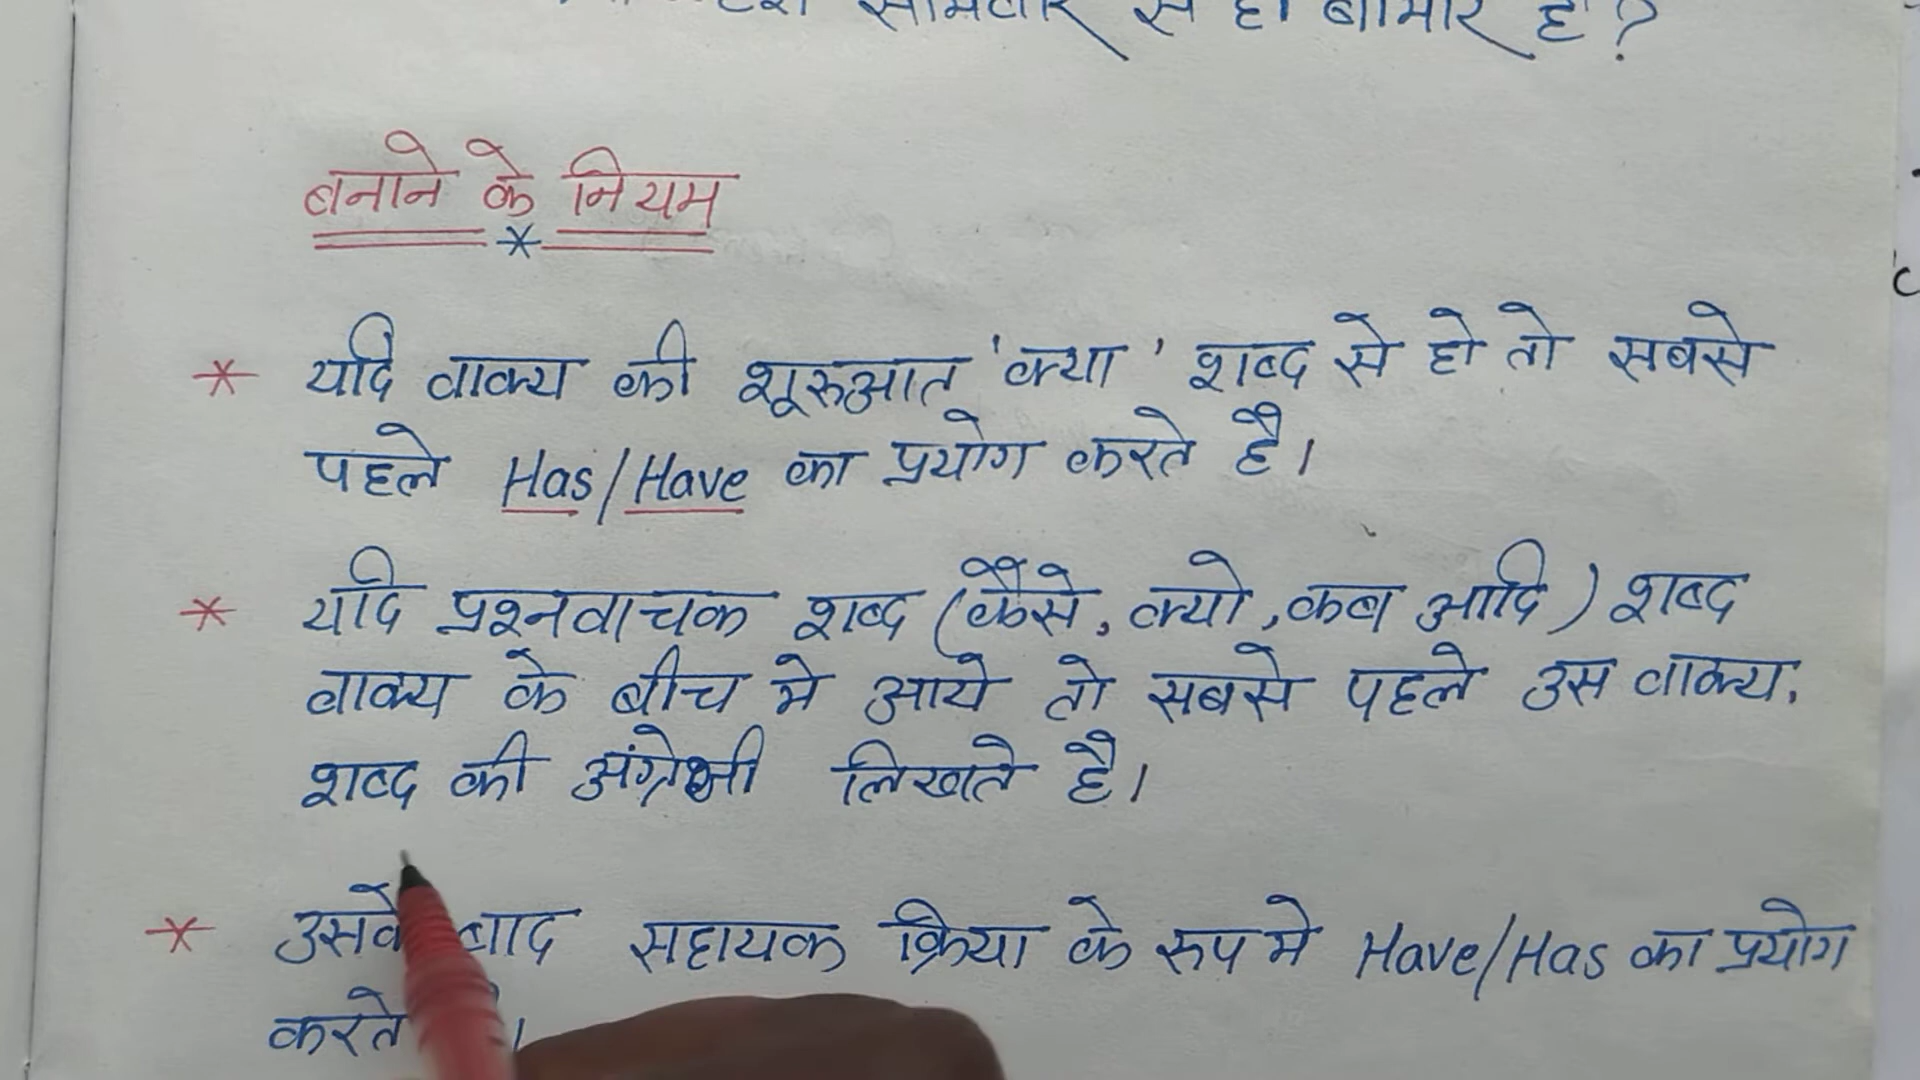 सोमवार से ही बीमार है ?
बनाने के नियम
* यदि वाक्य की शूरूआत 'क्या' शब्द से हो तो सबसे
पहले Has/Have का प्रयोग करते है।
* यदि प्रश्नवाचक शब्द (कैसे, क्यो, कब आदि) शब्द
वाक्य के बीच मे आये तो सबसे पहले उस वाक्य.
शब्द की अंग्रेजी लिखते है।
* उसके बाद सहायक क्रिया के रूप मे Have/Has का प्रयोग
करते